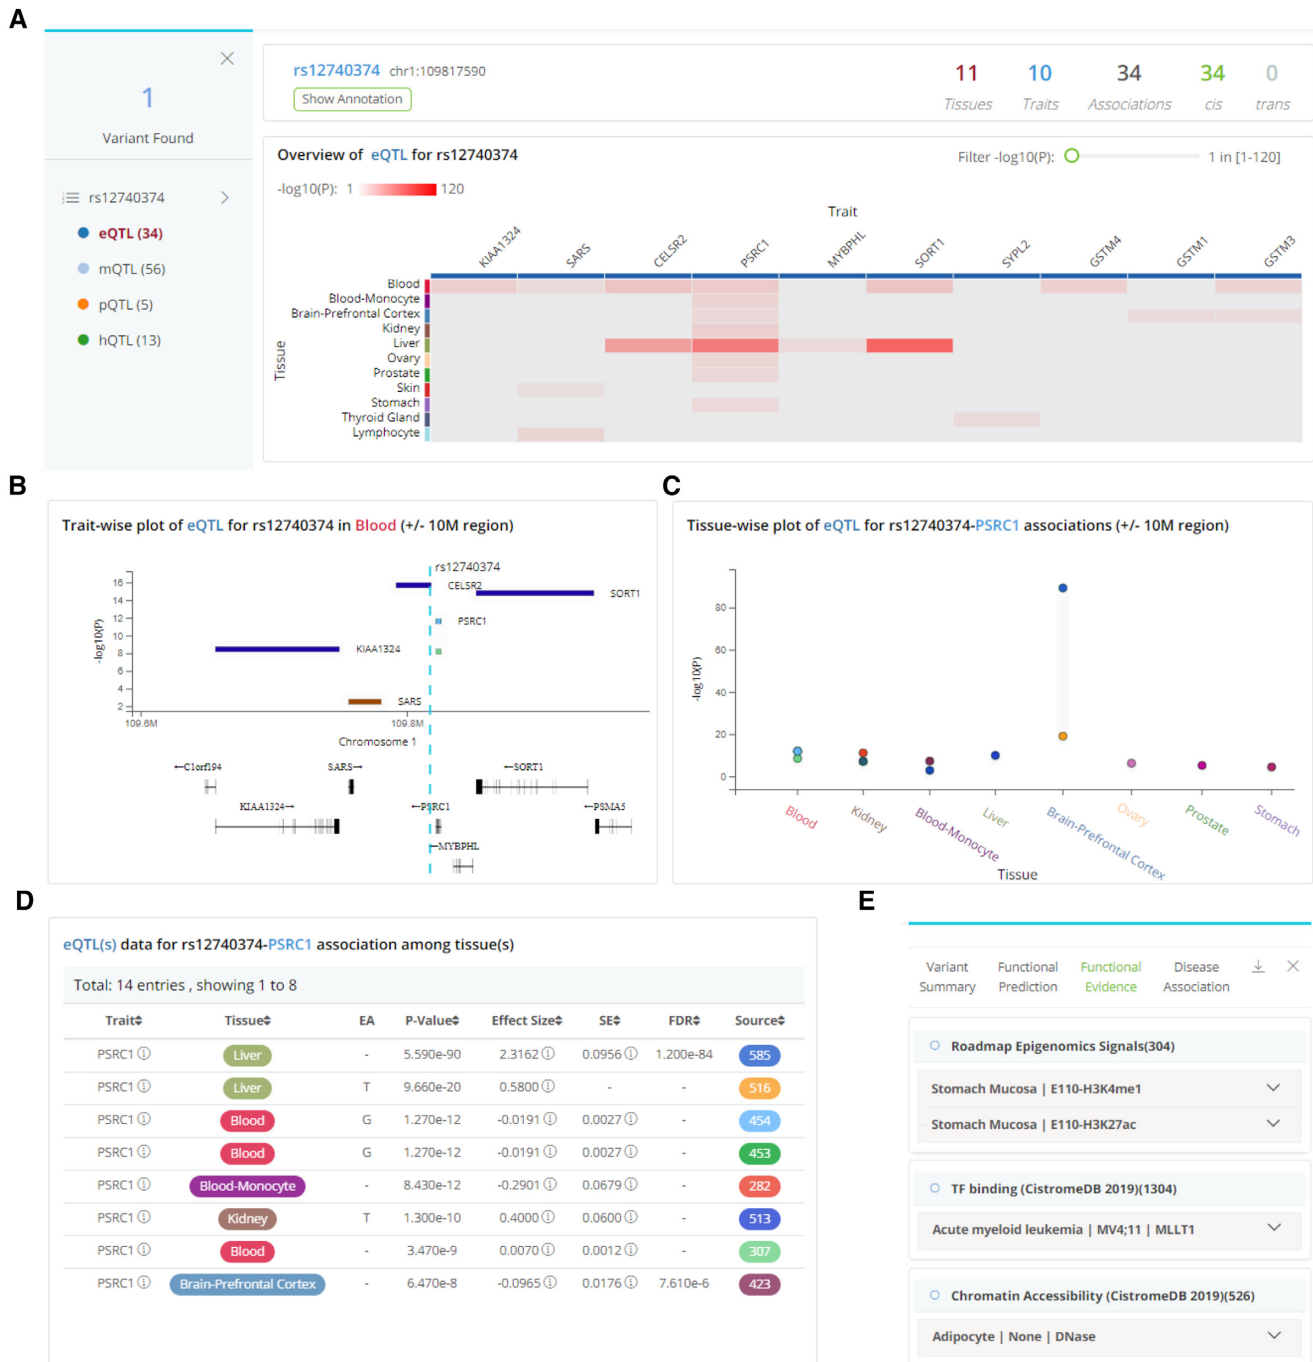 A
1
Variant Found
rs12740374
eQTL (34)
mQTL (56)
pQTL (5)
hQTL (13)
rs12740374 chr1:109817590
Show Annotation
11 10 34 34 0
Tissues Traits Associations cis trans
Overview of eQTL for rs12740374
Filter -log10(P): 1 in [1-120]
-log10(P): 1 120
Trait
KIAA1324 SARS CELSR2 PSRC1 MYBPHL SORT1 SYPL2 GSTM4 GSTM1 GSTM3
Tissue
Blood
Blood-Monocyte
Brain-Prefrontal Cortex
Kidney
Liver
Ovary
Prostate
Skin
Stomach
Thyroid Gland
Lymphocyte
B
Trait-wise plot of eQTL for rs12740374 in Blood (+/- 10M region)
rs12740374
-log10(P)
16
14
12
10
8
6
4
2
CELSR2
SORT1
PSRC1
KIAA1324
SARS
109.6M 109.8M
Chromosome 1
←C1orf194 SARS→ ←SORT1
KIAA1324→ ←PSRC1 ←PSMA5
←MYBPHL
C
Tissue-wise plot of eQTL for rs12740374-PSRC1 associations (+/- 10M region)
-log10(P)
80
60
40
20
0
Blood Kidney Blood-Monocyte Liver Brain-Prefrontal Cortex Ovary Prostate Stomach
Tissue
D
eQTL(s) data for rs12740374-PSRC1 association among tissue(s)
Total: 14 entries , showing 1 to 8
Trait Tissue EA P-Value Effect Size SE FDR Source
PSRC1 Liver - 5.590e-90 2.3162 0.0956 1.200e-84 585
PSRC1 Liver T 9.660e-20 0.5800 - - 516
PSRC1 Blood G 1.270e-12 -0.0191 0.0027 - 454
PSRC1 Blood G 1.270e-12 -0.0191 0.0027 - 453
PSRC1 Blood-Monocyte - 8.430e-12 -0.2901 0.0679 - 282
PSRC1 Kidney T 1.300e-10 0.4000 0.0600 - 513
PSRC1 Blood - 3.470e-9 0.0070 0.0012 - 307
PSRC1 Brain-Prefrontal Cortex - 6.470e-8 -0.0965 0.0176 7.610e-6 423
E
Variant Summary
Functional Prediction
Functional Evidence
Disease Association
Roadmap Epigenomics Signals(304)
Stomach Mucosa | E110-H3K4me1
Stomach Mucosa | E110-H3K27ac
TF binding (CistromeDB 2019)(1304)
Acute myeloid leukemia | MV4;11 | MLLT1
Chromatin Accessibility (CistromeDB 2019)(526)
Adipocyte | None | DNase